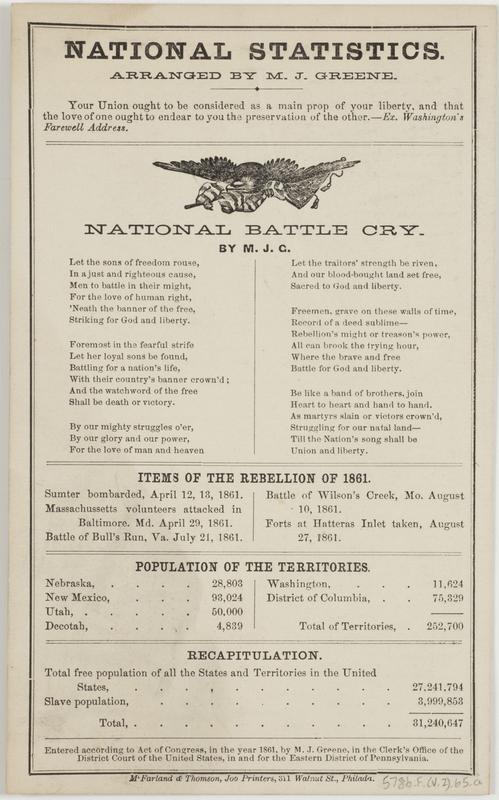 NATIONAL STATISTICS.
ARRANGED BY M. J. GREENE.
Your Union ought to be considered as a main prop of your liberty, and that
the love of one ought to endear to you the preservation of the other.—Ex. Washington's
Farewell Address.
NATIONAL BATTLE CRY.
BY M. J. G.
Let the sons of freedom rouse,
In a just and righteous cause,
Men to battle in their might,
For the love of human right,
'Neath the banner of the free,
Striking for God and liberty.
Foremost in the fearful strife
Let her loyal sons be found,
Battling for a nation's life,
With their country's banner crown'd;
And the watchword of the free
Shall be death or victory.
By our mighty struggles o'er,
By our glory and our power,
For the love of man and heaven
Let the traitors' strength be riven,
And our blood-bought land set free,
Sacred to God and liberty.
Freemen, grave on these walls of time,
Record of a deed sublime—
Rebellion's might or treason's power,
All can brook the trying hour,
Where the brave and free
Battle for God and liberty.
Be like a band of brothers, join
Heart to heart and hand to hand,
As martyrs slain or victors crown'd,
Struggling for our natal land—
Till the Nation's song shall be
Union and liberty.
ITEMS OF THE REBELLION OF 1861.
Sumter bombarded, April 12, 13, 1861.
Massachussetts volunteers attacked in
Baltimore. Md. April 29, 1861.
Battle of Bull's Run, Va. July 21, 1861.
Battle of Wilson's Creek, Mo. August
10, 1861.
Forts at Hatteras Inlet taken, August
27, 1861.
POPULATION OF THE TERRITORIES.
Nebraska, . . . . 28,803
New Mexico, . . . 93,024
Utah, . . . . . 50,000
Decotah, . . . . 4,839
Washington, . . . 11,624
District of Columbia, . . 75,329
Total of Territories, . 252,700
RECAPITULATION.
Total free population of all the States and Territories in the United
States, . . . . . . . . . . . 27,241,794
Slave population, . . . . . . . . . . 3,999,853
Total, . . . . . . . . . . . 31,240,647
Entered according to Act of Congress, in the year 1861, by M. J. Greene, in the Clerk's Office of the
District Court of the United States, in and for the Eastern District of Pennsylvania.
McFarland & Thomson, Joo Printers, 311 Walnut St., Philada.
5786.F.(v.2).65.a